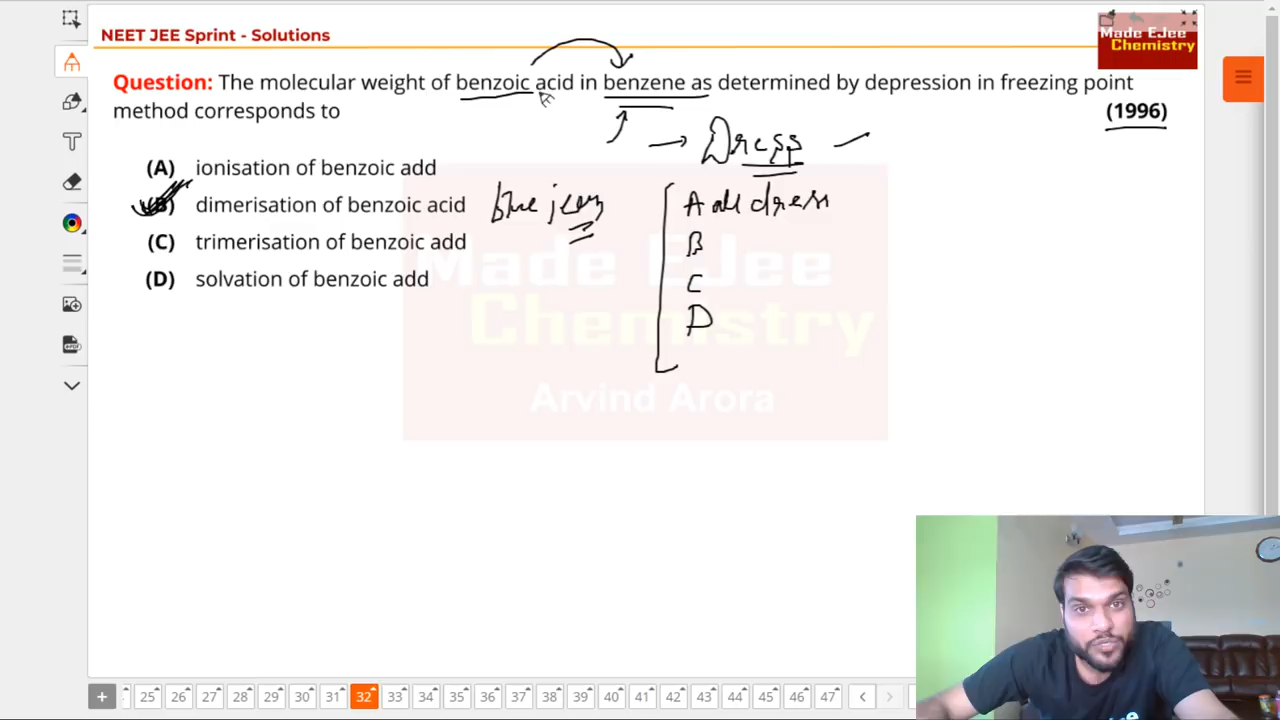 NEET JEE Sprint - Solutions
Made EJee
Chemistry
Question: The molecular weight of benzoic acid in benzene as determined by depression in freezing point
method corresponds to
(1996)
Dress
(A) ionisation of benzoic add
(B) dimerisation of benzoic acid
blue jeans
A all dress
(C) trimerisation of benzoic add
B
(D) solvation of benzoic add
C
D
Made EJee
Chemistry
Arvind Arora
25 26 27 28 29 30 31 32 33 34 35 36 37 38 39 40 41 42 43 44 45 46 47